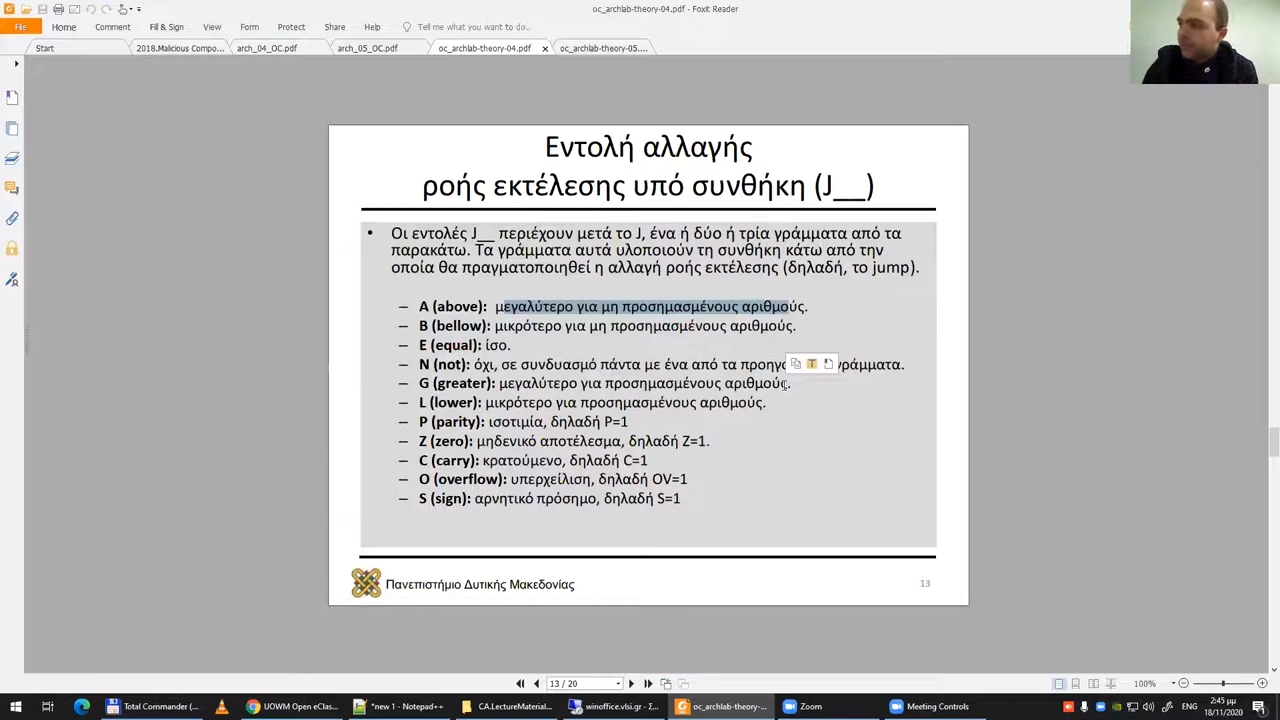 oc_archlab-theory-04.pdf - Foxit Reader
File Home Comment Fill & Sign View Form Protect Share Help Tell me what you want to do...
Start 2018.Malicious Compo... arch_04_OC.pdf arch_05_OC.pdf oc_archlab-theory-04.pdf oc_archlab-theory-05....
Εντολή αλλαγής
ροής εκτέλεσης υπό συνθήκη (J__)
• Οι εντολές J__ περιέχουν μετά το J, ένα ή δύο ή τρία γράμματα από τα
παρακάτω. Τα γράμματα αυτά υλοποιούν τη συνθήκη κάτω από την
οποία θα πραγματοποιηθεί η αλλαγή ροής εκτέλεσης (δηλαδή, το jump).
– A (above): μεγαλύτερο για μη προσημασμένους αριθμούς.
– B (bellow): μικρότερο για μη προσημασμένους αριθμούς.
– E (equal): ίσο.
– N (not): όχι, σε συνδυασμό πάντα με ένα από τα γράμματα.
– G (greater): μεγαλύτερο για προσημασμένους αριθμούς.
– L (lower): μικρότερο για προσημασμένους αριθμούς.
– P (parity): ισοτιμία, δηλαδή P=1
– Z (zero): μηδενικό αποτέλεσμα, δηλαδή Z=1.
– C (carry): κρατούμενο, δηλαδή C=1
– O (overflow): υπερχείλιση, δηλαδή OV=1
– S (sign): αρνητικό πρόσημο, δηλαδή S=1
Πανεπιστήμιο Δυτικής Μακεδονίας 13
13 / 20 100%
Total Commander (... UOWM Open eClass... *new 1 - Notepad++ CA.LectureMaterial... winoffice.vlsi.gr - Σ... oc_archlab-theory-... Zoom Meeting Controls 2:45 μμ
18/11/2020